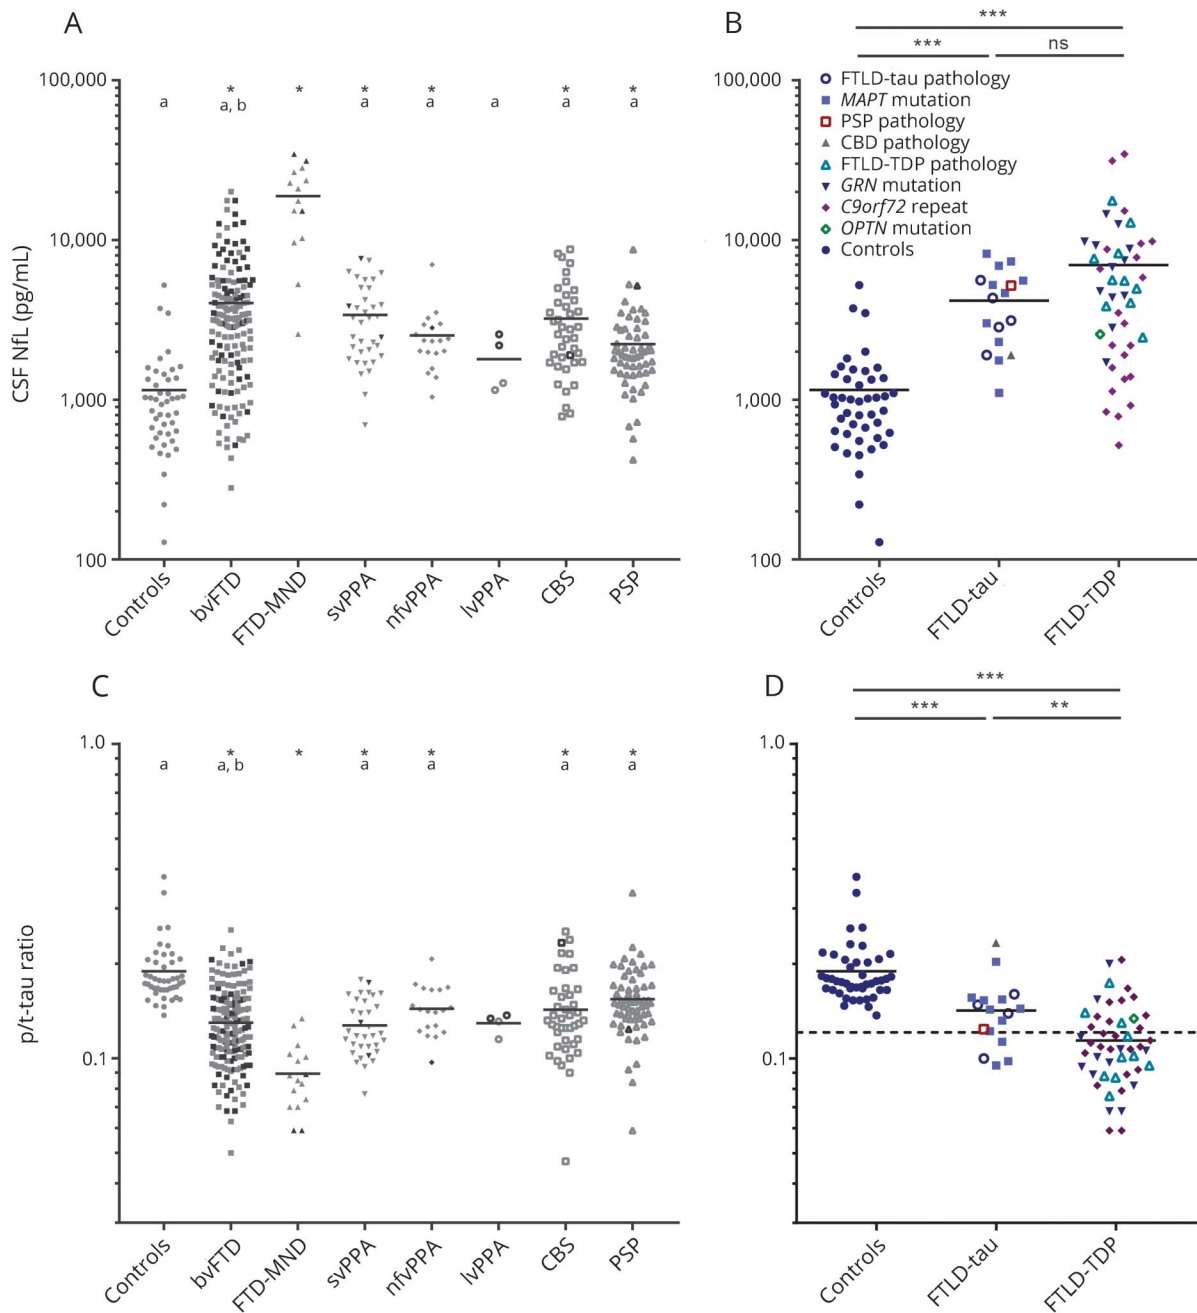 A
CSF NfL (pg/mL)
100,000
10,000
1,000
100
a
*
a, b
*
*
a
*
a
a
*
a
*
a
Controls
bvFTD
FTD-MND
svPPA
nfvPPA
lvPPA
CBS
PSP
B
***
***
ns
100,000
10,000
1,000
100
FTLD-tau pathology
MAPT mutation
PSP pathology
CBD pathology
FTLD-TDP pathology
GRN mutation
C9orf72 repeat
OPTN mutation
Controls
Controls
FTLD-tau
FTLD-TDP
C
p/t-tau ratio
1.0
0.1
a
*
a, b
*
*
a
*
a
*
a
*
a
Controls
bvFTD
FTD-MND
svPPA
nfvPPA
lvPPA
CBS
PSP
D
***
***
**
1.0
0.1
Controls
FTLD-tau
FTLD-TDP